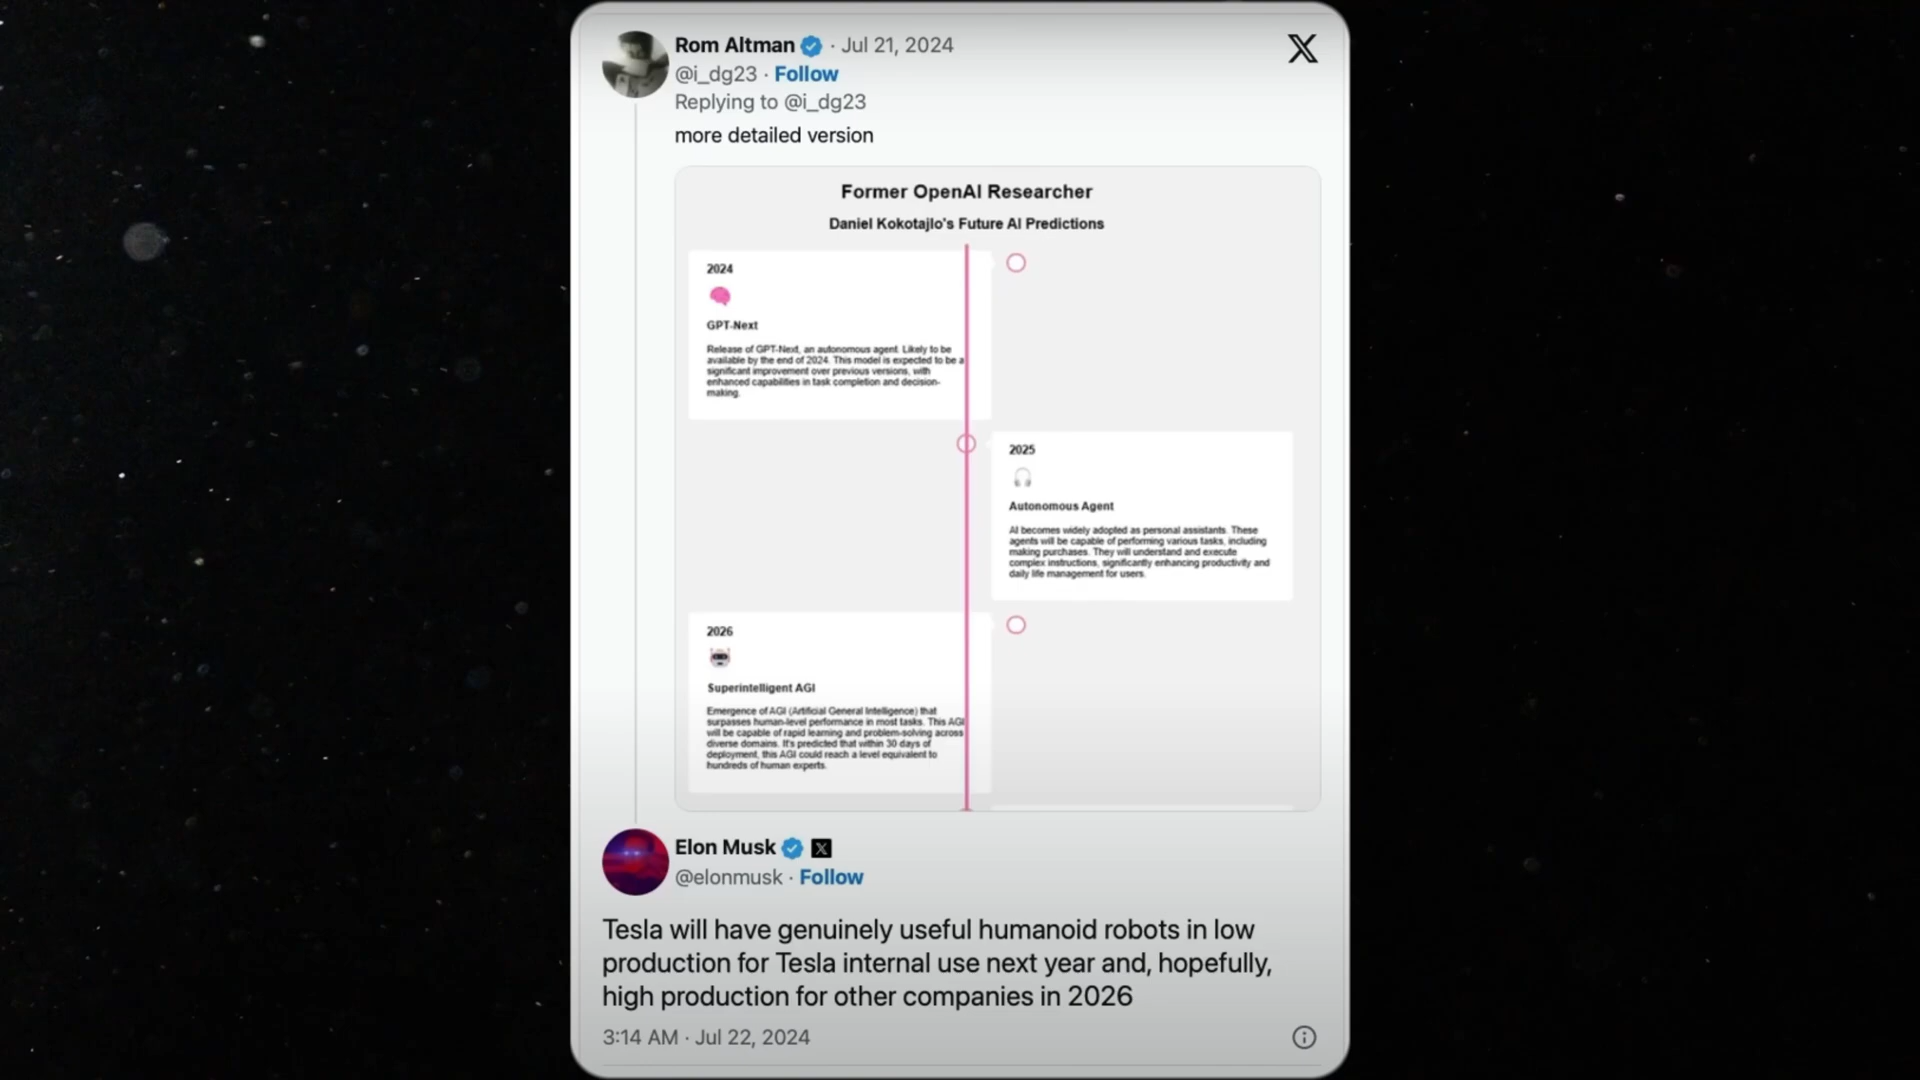 Rom Altman · Jul 21, 2024
@i_dg23 · Follow
Replying to @i_dg23
more detailed version
Former OpenAI Researcher
Daniel Kokotajlo's Future AI Predictions
2024
GPT-Next
Release of GPT-Next, an autonomous agent. Likely to be
available by the end of 2024. This model is expected to be a
significant improvement over previous versions, with
enhanced capabilities in task completion and decision-
making.
2025
Autonomous Agent
AI becomes widely adopted as personal assistants. These
agents will be capable of performing various tasks, including
making purchases. They will understand and execute
complex instructions, significantly enhancing productivity and
daily life management for users.
2026
Superintelligent AGI
Emergence of AGI (Artificial General Intelligence) that
surpasses human-level performance in most tasks. This AGI
will be capable of rapid learning and problem-solving across
diverse domains. It's predicted that within 30 days of
deployment, this AGI could reach a level equivalent to
hundreds of human experts.
Elon Musk
@elonmusk · Follow
Tesla will have genuinely useful humanoid robots in low
production for Tesla internal use next year and, hopefully,
high production for other companies in 2026
3:14 AM · Jul 22, 2024